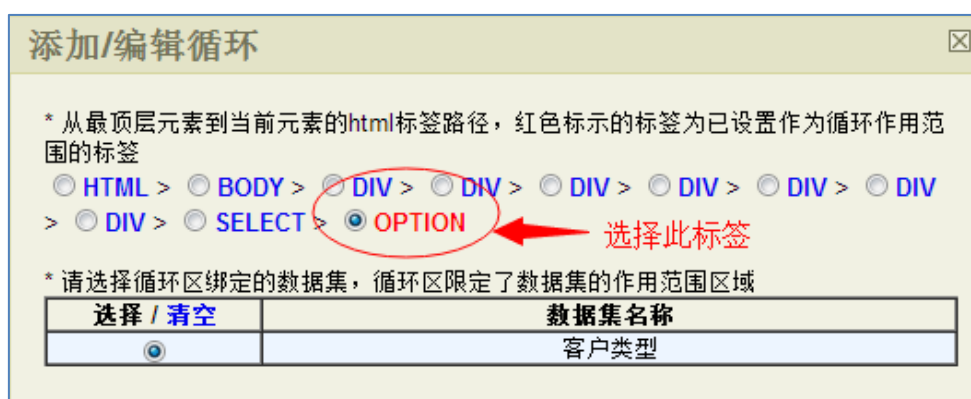 添加/编辑循环
* 从最顶层元素到当前元素的html标签路径，红色标示的标签为已设置作为循环作用范
围的标签
HTML > BODY > DIV > DIV > DIV > DIV > DIV > DIV
> DIV > SELECT > OPTION
选择此标签
* 请选择循环区绑定的数据集，循环区限定了数据集的作用范围区域
选择 / 清空 数据集名称
客户类型